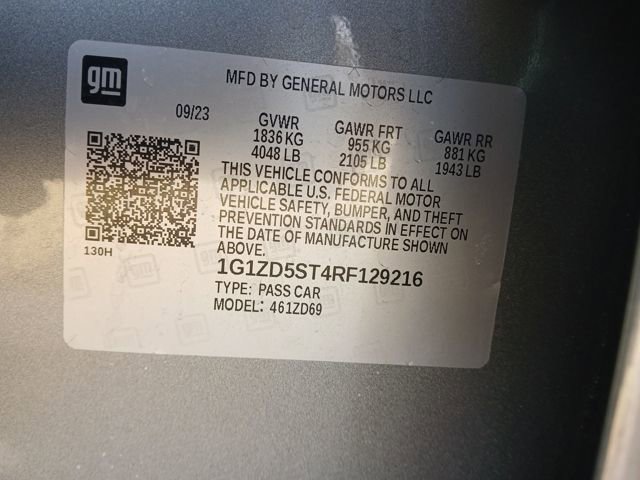 gm
MFD BY GENERAL MOTORS LLC
09/23
GVWR GAWR FRT GAWR RR
1836 KG 955 KG 881 KG
4048 LB 2105 LB 1943 LB
THIS VEHICLE CONFORMS TO ALL
APPLICABLE U.S. FEDERAL MOTOR
VEHICLE SAFETY, BUMPER, AND THEFT
PREVENTION STANDARDS IN EFFECT ON
THE DATE OF MANUFACTURE SHOWN
ABOVE.
130H
1G1ZD5ST4RF129216
TYPE: PASS CAR
MODEL: 461ZD69